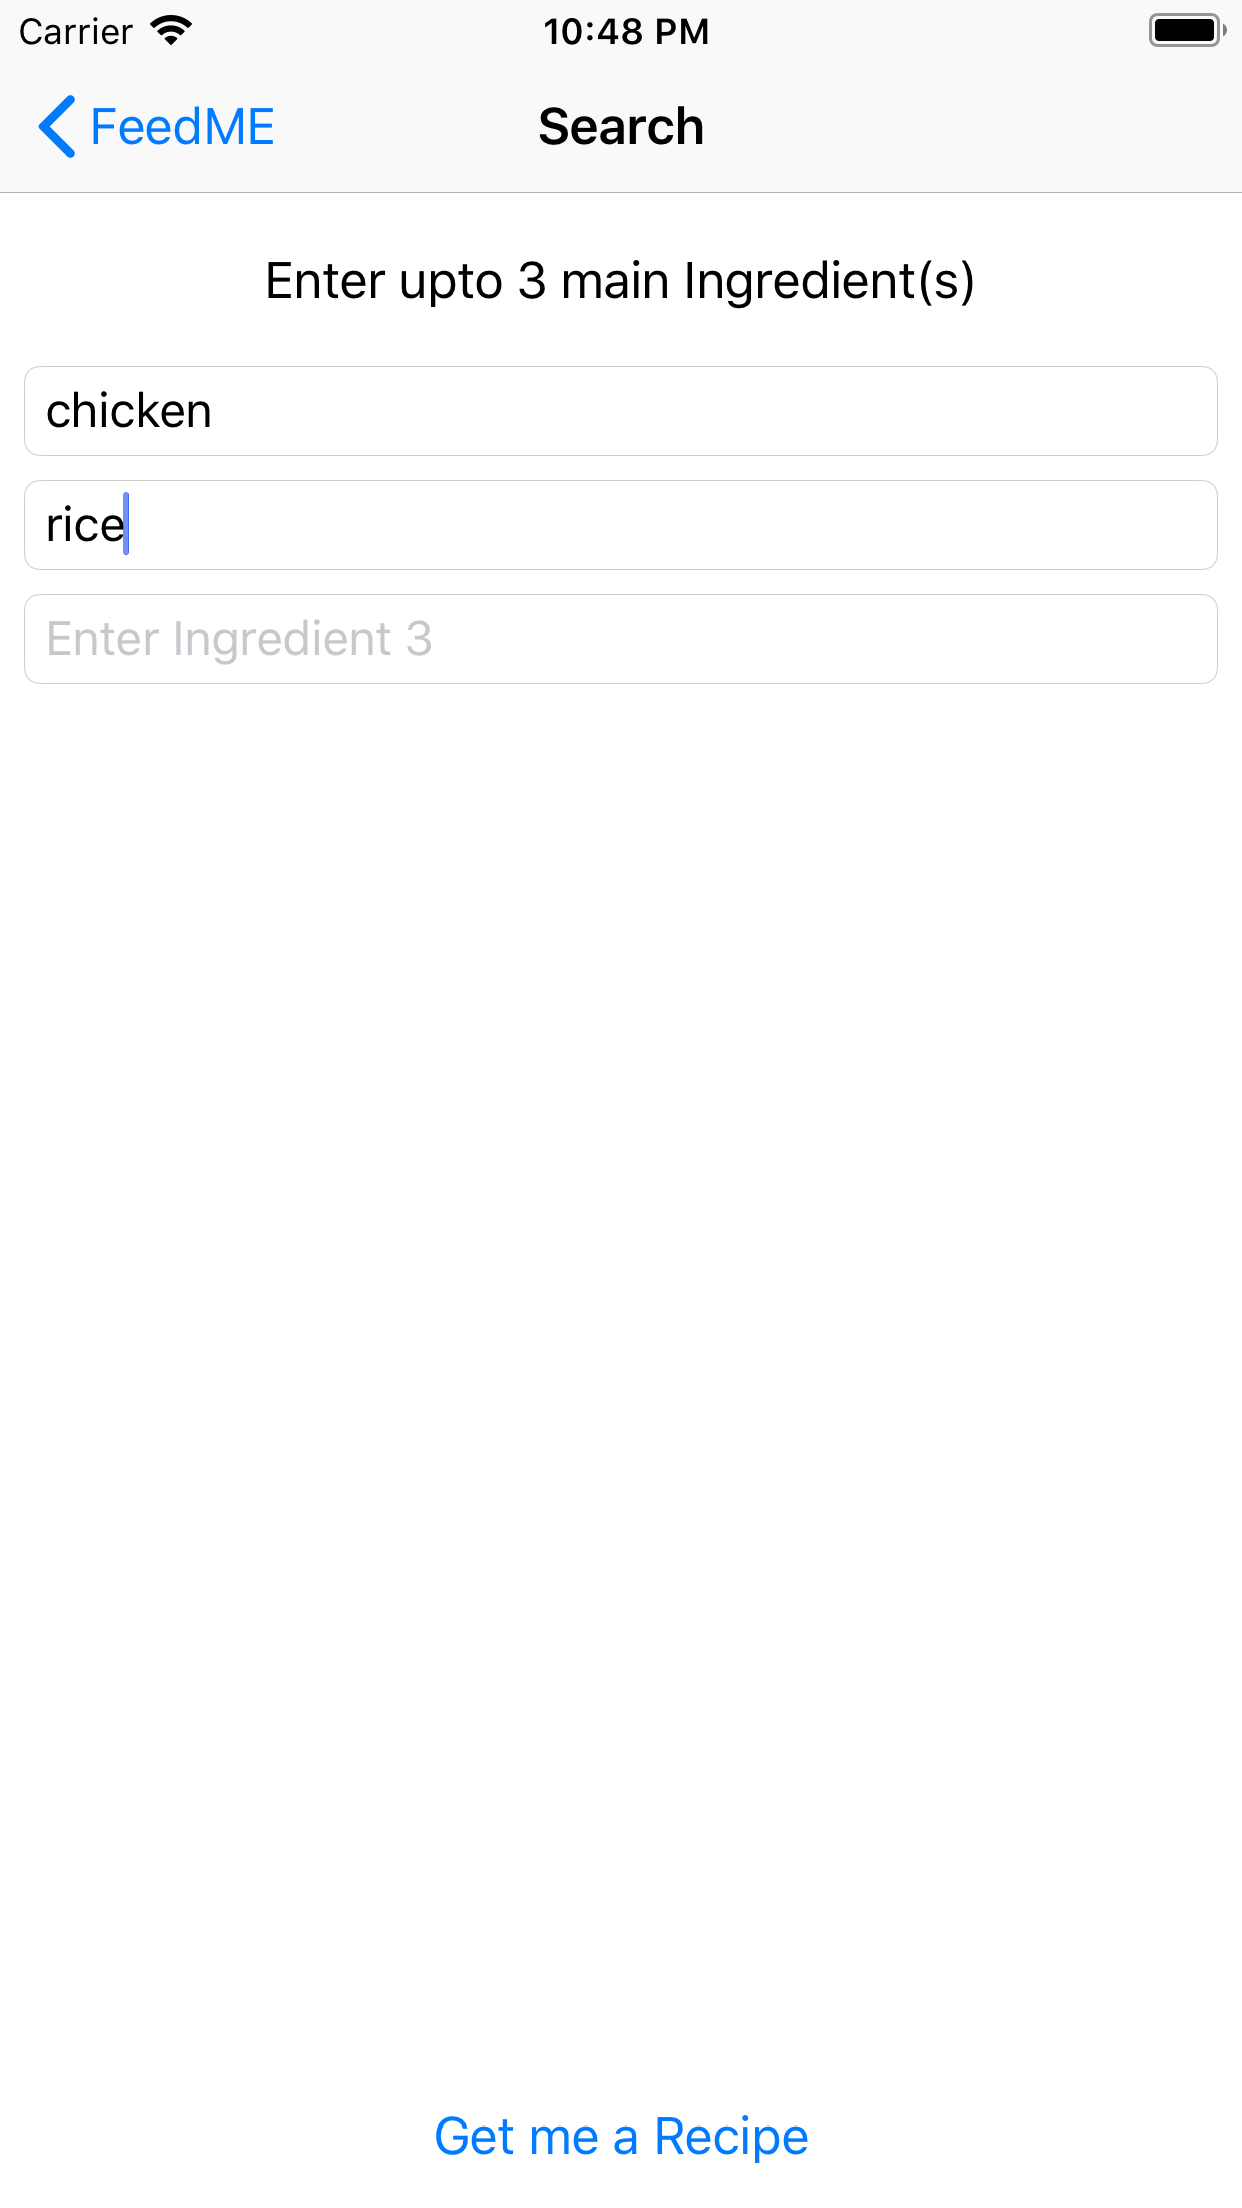 Carrier 10:48 PM
FeedME Search
Enter upto 3 main Ingredient(s)
chicken
rice
Enter Ingredient 3
Get me a Recipe